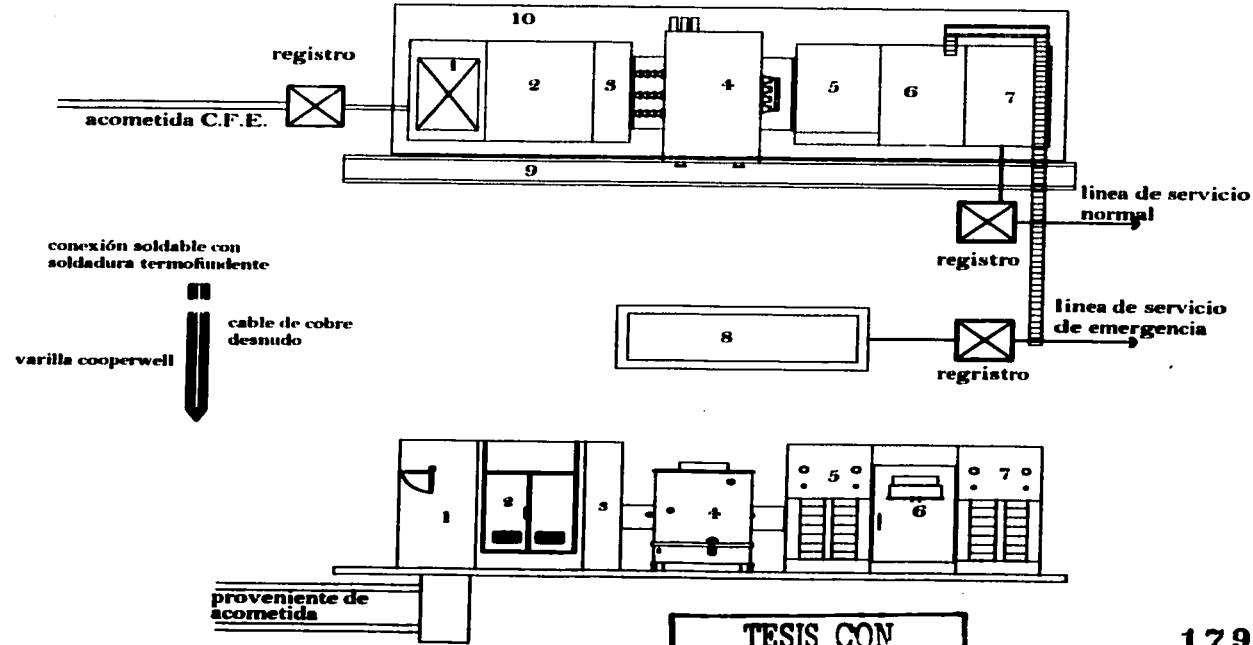 10
registro
1
2
3
4
5
6
7
acometida C.F.E.
9
linea de servicio
normal
registro
conexión soldable con
soldadura termofundente
cable de cobre
desnudo
varilla cooperwell
8
linea de servicio
de emergencia
regristro
1
2
3
4
5
6
7
proveniente de
acometida
TESIS CON
179